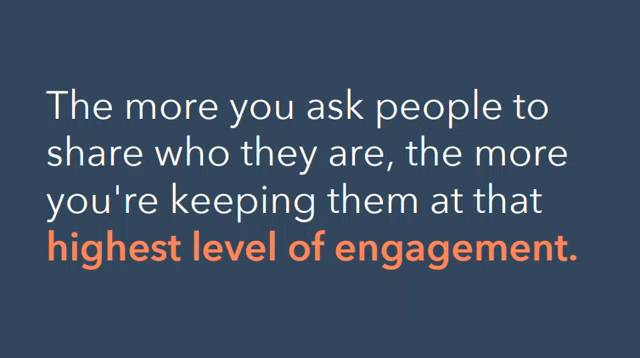 The more you ask people to
share who they are, the more
you're keeping them at that
highest level of engagement.